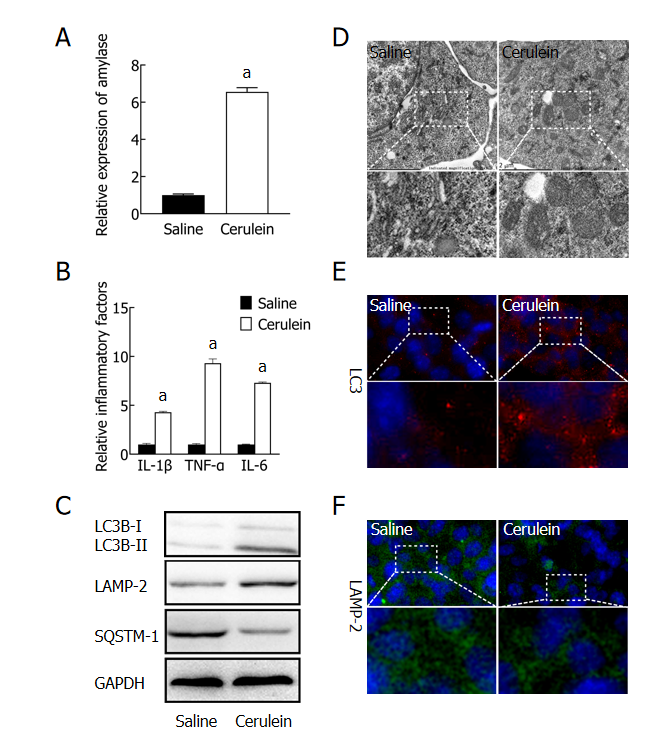 A
Relative expression of amylase
8
6
4
2
0
a
Saline
Cerulein
B
Relative inflammatory factors
15
10
5
0
Saline
Cerulein
a
a
a
IL-1β
TNF-α
IL-6
C
LC3B-I
LC3B-II
LAMP-2
SQSTM-1
GAPDH
Saline
Cerulein
D
Saline
Cerulein
E
LC3
Saline
Cerulein
F
LAMP-2
Saline
Cerulein